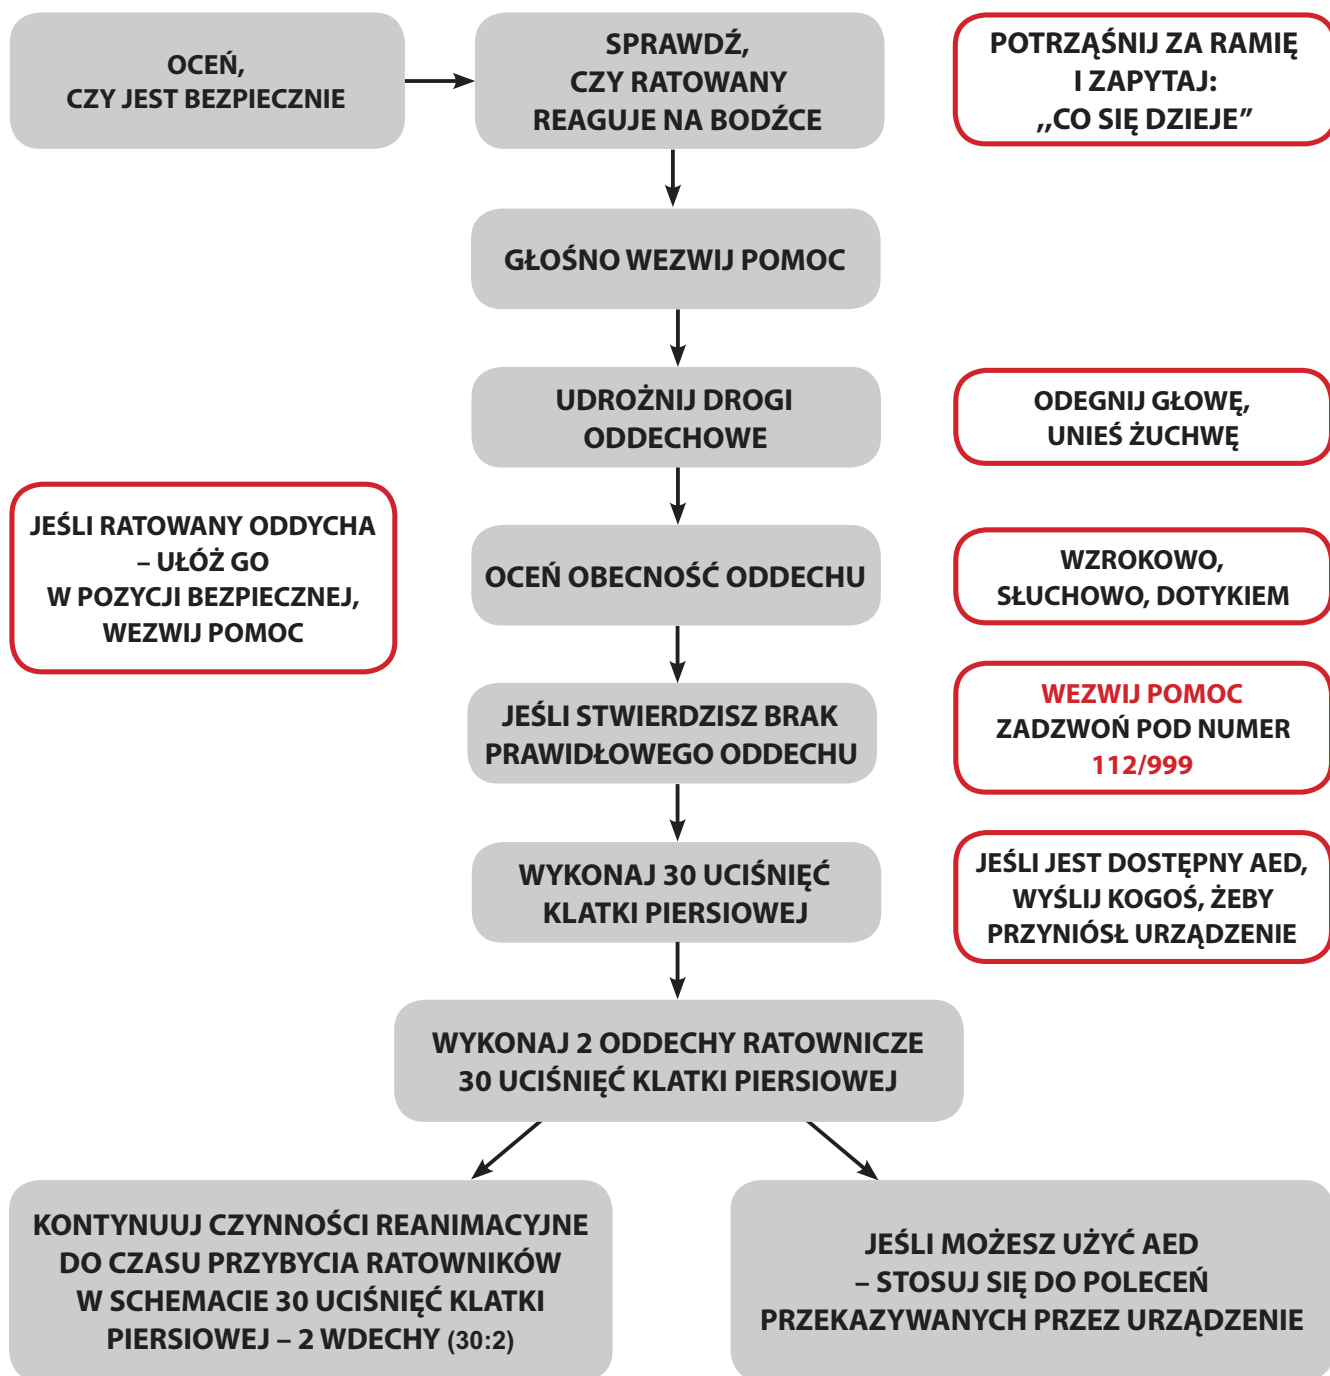 OCEŃ,
CZY JEST BEZPIECZNIE
SPRAWDŹ,
CZY RATOWANY
REAGUJE NA BODŹCE
POTRZĄŚNIJ ZA RAMIĘ
I ZAPYTAJ:
,,CO SIĘ DZIEJE”
GŁOŚNO WEZWIJ POMOC
UDROŻNIJ DROGI
ODDECHOWE
ODEGNIJ GŁOWĘ,
UNIEŚ ŻUCHWĘ
JEŚLI RATOWANY ODDYCHA
– UŁÓŻ GO
W POZYCJI BEZPIECZNEJ,
WEZWIJ POMOC
OCEŃ OBECNOŚĆ ODDECHU
WZROKOWO,
SŁUCHOWO, DOTYKIEM
JEŚLI STWIERDZISZ BRAK
PRAWIDŁOWEGO ODDECHU
WEZWIJ POMOC
ZADZWOŃ POD NUMER
112/999
WYKONAJ 30 UCIŚNIĘĆ
KLATKI PIERSIOWEJ
JEŚLI JEST DOSTĘPNY AED,
WYŚLIJ KOGOŚ, ŻEBY
PRZYNIÓSŁ URZĄDZENIE
WYKONAJ 2 ODDECHY RATOWNICZE
30 UCIŚNIĘĆ KLATKI PIERSIOWEJ
KONTYNUUJ CZYNNOŚCI REANIMACYJNE
DO CZASU PRZYBYCIA RATOWNIKÓW
W SCHEMACIE 30 UCIŚNIĘĆ KLATKI
PIERSIOWEJ – 2 WDECHY (30:2)
JEŚLI MOŻESZ UŻYĆ AED
– STOSUJ SIĘ DO POLECEŃ
PRZEKAZYWANYCH PRZEZ URZĄDZENIE